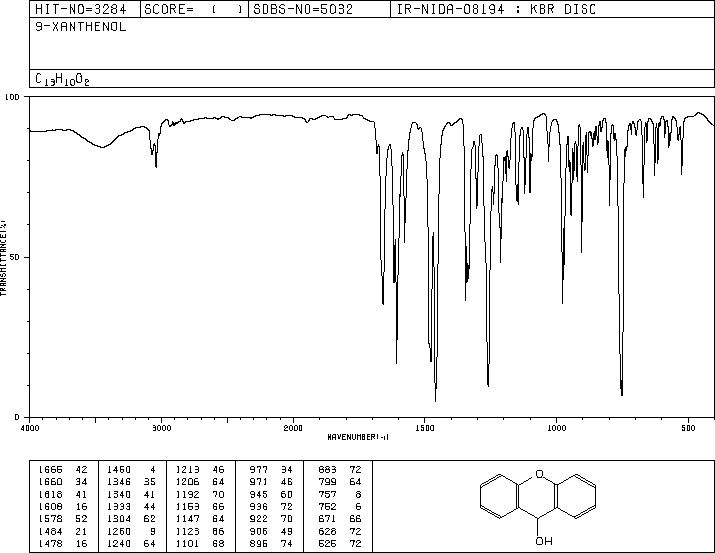 HIT-NO=3284 SCORE= ( ) SDBS-NO=5032 IR-NIDA-08194 : KBR DISC
9-XANTHENOL
C13H10O2
100
50
0
TRANSMITTANCE(%)
4000 3000 2000 1500 1000 500
WAVENUMBER(-1)
1665 42 1460 4 1213 46 977 34 883 72
1660 34 1346 35 1206 64 971 46 799 64
1618 41 1340 41 1192 70 945 60 757 8
1608 16 1333 44 1153 66 936 72 752 6
1578 52 1304 62 1147 64 922 70 671 66
1484 21 1260 9 1123 86 906 49 628 72
1478 16 1240 64 1101 68 896 74 525 72
O
OH